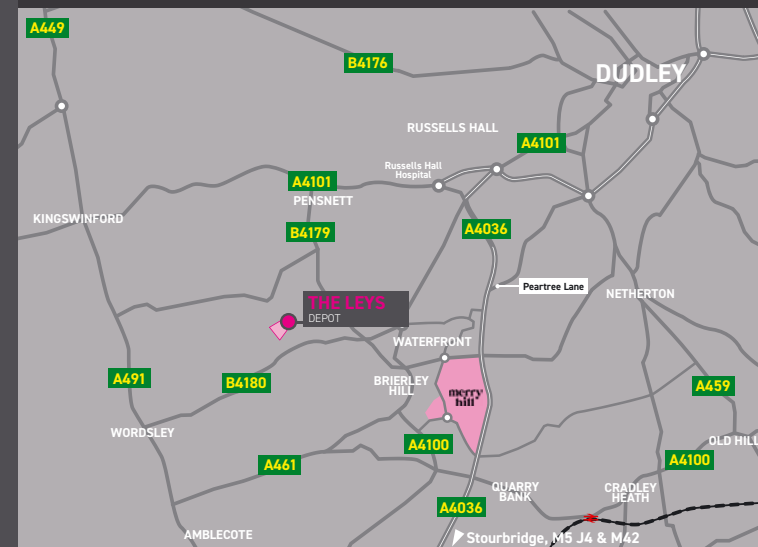 A449
B4176
DUDLEY
RUSSELLS HALL
A4101
Russells Hall
Hospital
A4101
PENSNETT
KINGSWINFORD
B4179
A4036
Peartree Lane
NETHERTON
THE LEYS
DEPOT
WATERFRONT
A491
B4180
BRIERLEY
HILL
merry
hill
A459
WORDSLEY
A4100
OLD HILL
A461
A4100
QUARRY
BANK
CRADLEY
HEATH
A4036
AMBLECOTE
Stourbridge, M5 J4 & M42